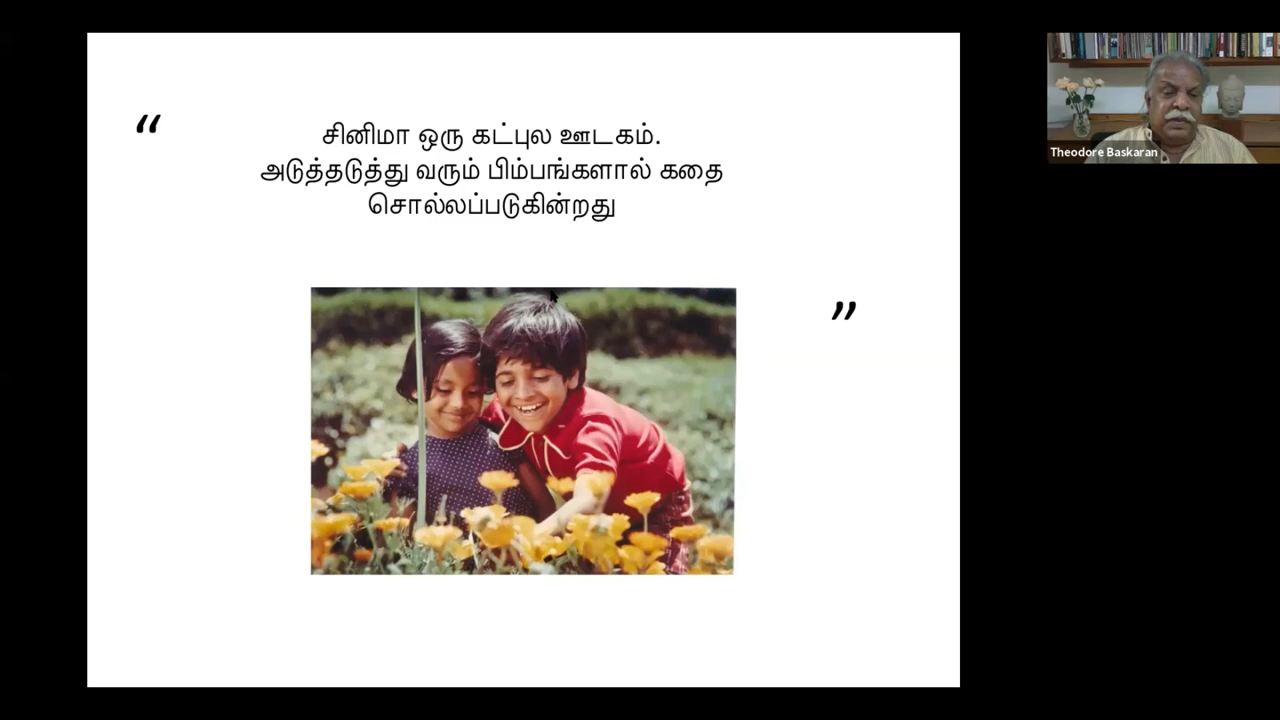 “
சினிமா ஒரு கட்புல ஊடகம்.
அடுத்தடுத்து வரும் பிம்பங்களால் கதை
சொல்லப்படுகின்றது
”
Theodore Baskaran